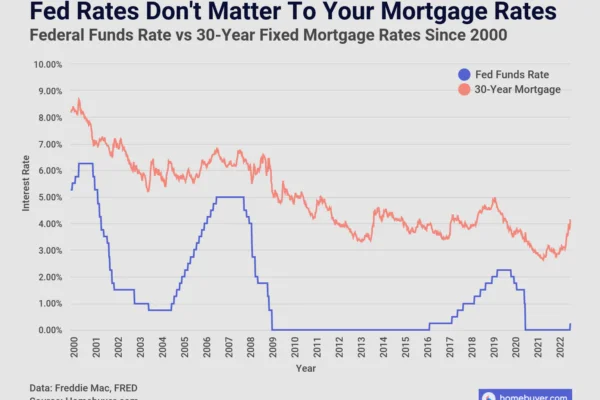 Fed Rates Don't Matter To Your Mortgage Rates
Federal Funds Rate vs 30-Year Fixed Mortgage Rates Since 2000
10.00%
Fed Funds Rate
9.00%
30-Year Mortgage
8.00%
7.00%
6.00%
5.00%
4.00%
3.00%
2.00%
1.00%
0.00%
Interest Rate
2000 2001 2002 2003 2004 2005 2006 2007 2008 2009 2010 2011 2012 2013 2014 2015 2016 2017 2018 2019 2020 2021 2022
Year
Data: Freddie Mac, FRED
Source: Homebuyer.com
homebuyer.com